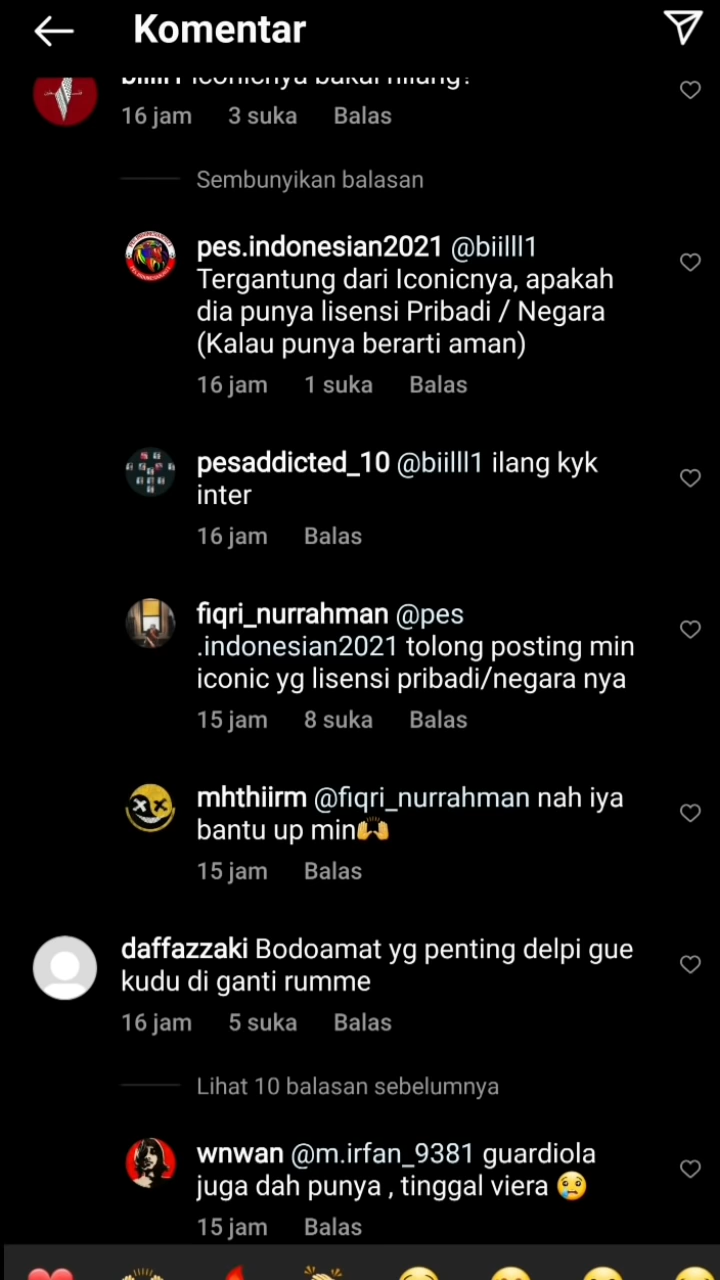 Komentar
16 jam 3 suka Balas
Sembunyikan balasan
pes.indonesian2021 @biilll1
Tergantung dari Iconicnya, apakah
dia punya lisensi Pribadi / Negara
(Kalau punya berarti aman)
16 jam 1 suka Balas
pesaddicted_10 @biilll1 ilang kyk
inter
16 jam Balas
fiqri_nurrahman @pes
.indonesian2021 tolong posting min
iconic yg lisensi pribadi/negara nya
15 jam 8 suka Balas
mhthiirm @fiqri_nurrahman nah iya
bantu up min🙌
15 jam Balas
daffazzaki Bodoamat yg penting delpi gue
kudu di ganti rumme
16 jam 5 suka Balas
Lihat 10 balasan sebelumnya
wnwan @m.irfan_9381 guardiola
juga dah punya , tinggal viera 😢
15 jam Balas